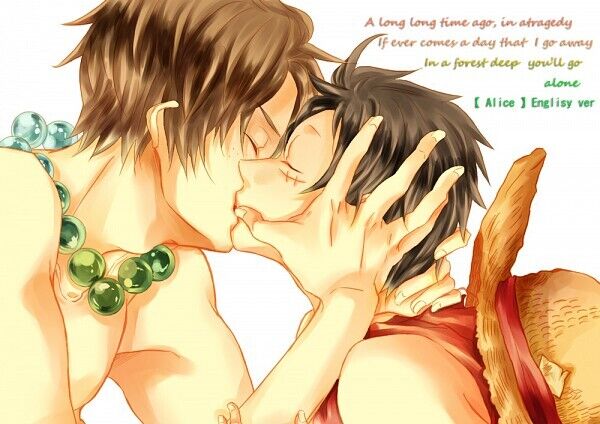 A long long time ago, in atragedy
If ever comes a day that I go away
In a forest deep you'll go
alone
【 Alice 】Englisy ver